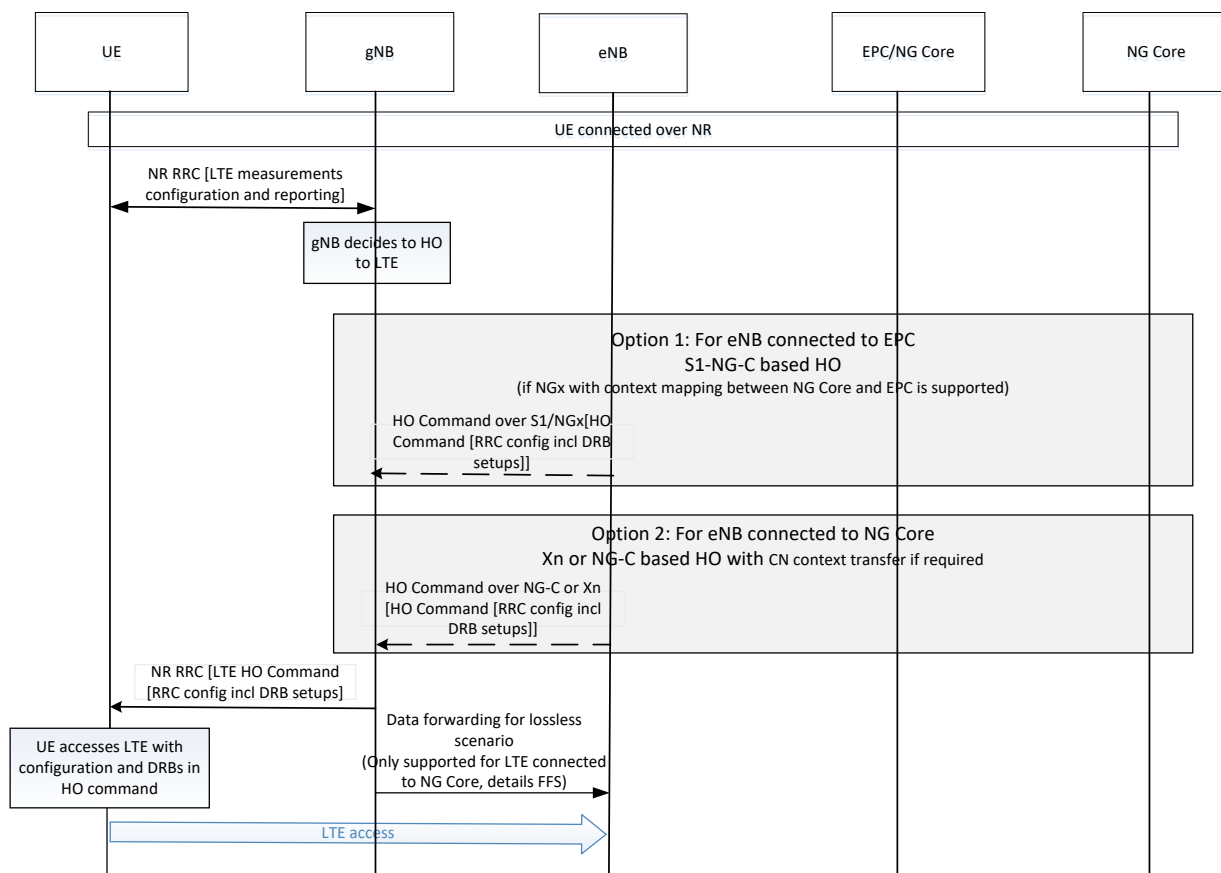 UE
gNB
eNB
EPC/NG Core
NG Core
UE connected over NR
NR RRC [LTE measurements
configuration and reporting]
gNB decides to HO
to LTE
Option 1: For eNB connected to EPC
S1-NG-C based HO
(if NGx with context mapping between NG Core and EPC is supported)
HO Command over S1/NGx[HO
Command [RRC config incl DRB
setups]]
Option 2: For eNB connected to NG Core
Xn or NG-C based HO with CN context transfer if required
HO Command over NG-C or Xn
[HO Command [RRC config incl
DRB setups]]
NR RRC [LTE HO Command
[RRC config incl DRB setups]
Data forwarding for lossless
scenario
(Only supported for LTE connected
to NG Core, details FFS)
UE accesses LTE with
configuration and DRBs in
HO command
LTE access